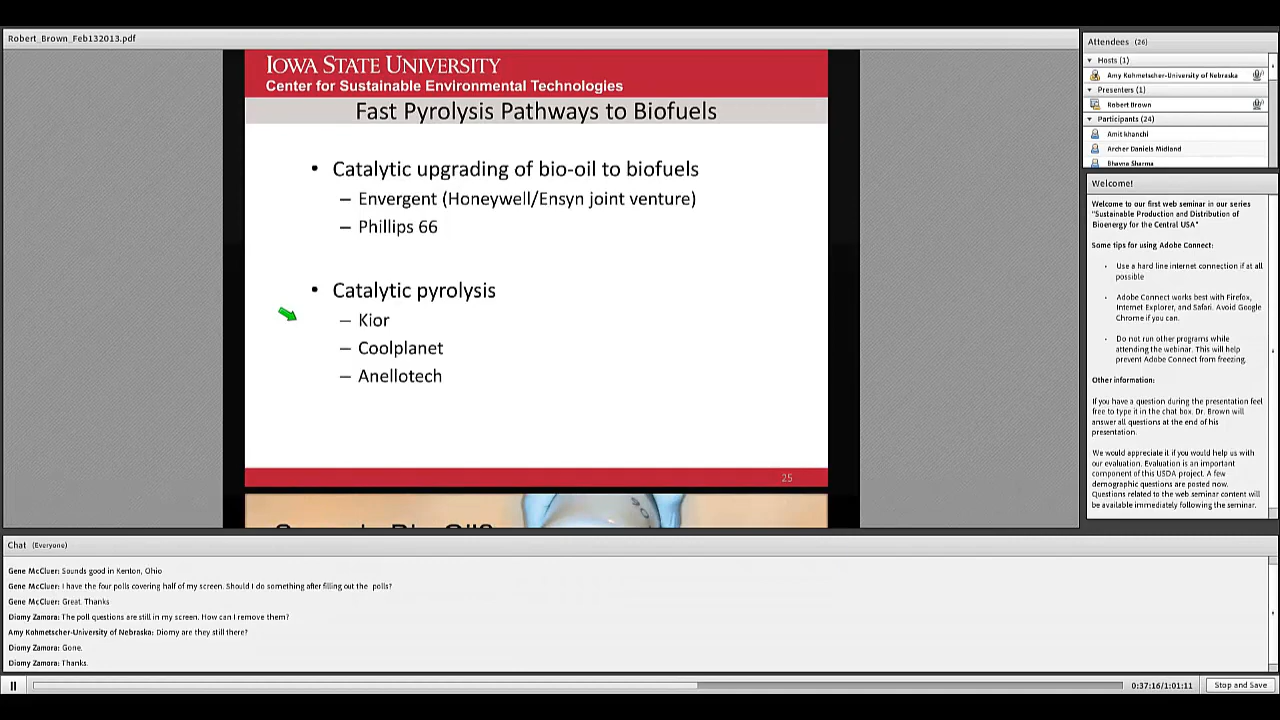 Robert_Brown_Feb132013.pdf
IOWA STATE UNIVERSITY
Center for Sustainable Environmental Technologies
Fast Pyrolysis Pathways to Biofuels
• Catalytic upgrading of bio-oil to biofuels
– Envergent (Honeywell/Ensyn joint venture)
– Phillips 66
• Catalytic pyrolysis
– Kior
– Coolplanet
– Anellotech
25
Attendees (26)
Hosts (1)
Amy Kohmetscher-University of Nebraska
Presenters (1)
Robert Brown
Participants (24)
Amit khanchi
Archer Daniels Midland
Bhavna Sharma
Welcome!
Welcome to our first web seminar in our series
"Sustainable Production and Distribution of
Bioenergy for the Central USA"
Some tips for using Adobe Connect:
· Use a hard line internet connection if at all
possible
· Adobe Connect works best with Firefox,
Internet Explorer, and Safari. Avoid Google
Chrome if you can.
· Do not run other programs while
attending the webinar. This will help
prevent Adobe Connect from freezing.
Other information:
If you have a question during the presentation feel
free to type it in the chat box. Dr. Brown will
answer all questions at the end of his
presentation.
We would appreciate it if you would help us with
our evaluation. Evaluation is an important
component of this USDA project. A few
demographic questions are posted now.
Questions related to the web seminar content will
be available immediately following the seminar.
Chat (Everyone)
Gene McCluer: Sounds good in Kenton, Ohio
Gene McCluer: I have the four polls covering half of my screen. Should I do something after filling out the polls?
Gene McCluer: Great. Thanks
Diomy Zamora: The poll questions are still in my screen. How can I remove them?
Amy Kohmetscher-University of Nebraska: Diomy are they still there?
Diomy Zamora: Gone.
Diomy Zamora: Thanks.
0:37:16/1:01:11
Stop and Save